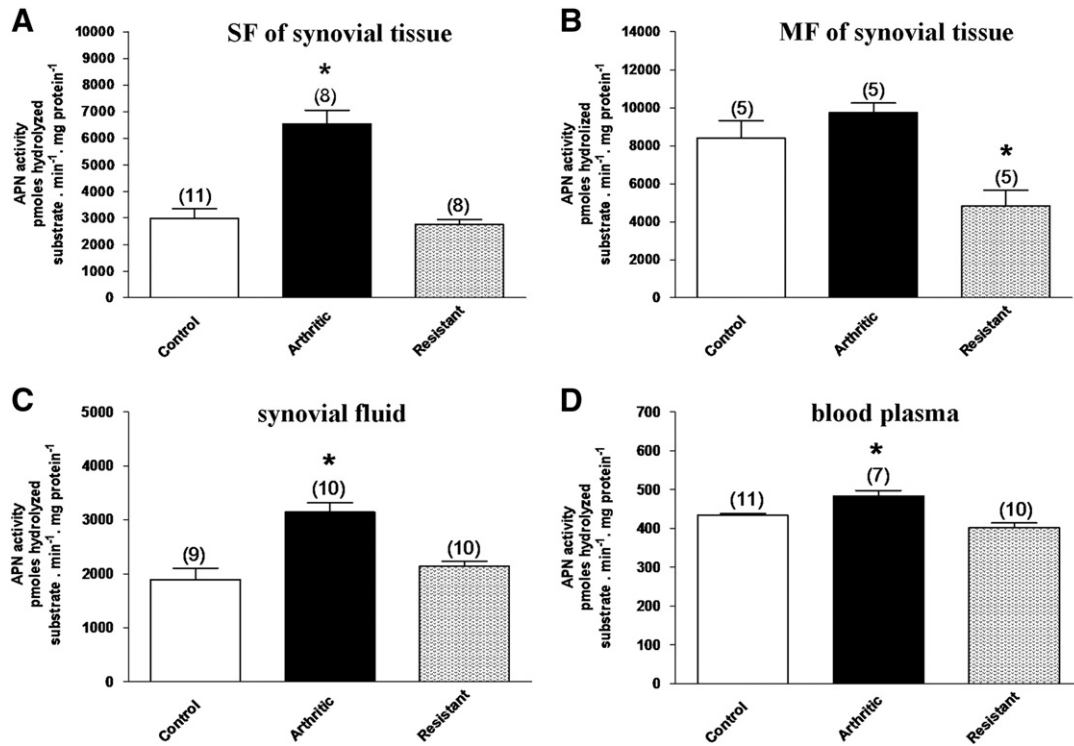 A
SF of synovial tissue
APN activity
pmoles hydrolyzed
substrate . min⁻¹. mg protein⁻¹
10000
9000
8000
7000
6000
5000
4000
3000
2000
1000
0
(11)
*
(8)
(8)
Control
Arthritic
Resistant
B
MF of synovial tissue
APN activity
pmoles hydrolized
substrate . min⁻¹. mg protein⁻¹
14000
12000
10000
8000
6000
4000
2000
0
(5)
(5)
*
(5)
Control
Arthritic
Resistant
C
synovial fluid
APN activity
pmoles hydrolyzed
substrate . min⁻¹. mg protein⁻¹
5000
4000
3000
2000
1000
0
(9)
*
(10)
(10)
Control
Arthritic
Resistant
D
blood plasma
APN activity
pmoles hydrolyzed
substrate . min⁻¹. mg protein⁻¹
700
600
500
400
300
200
100
0
(11)
*
(7)
(10)
Control
Arthritic
Resistant